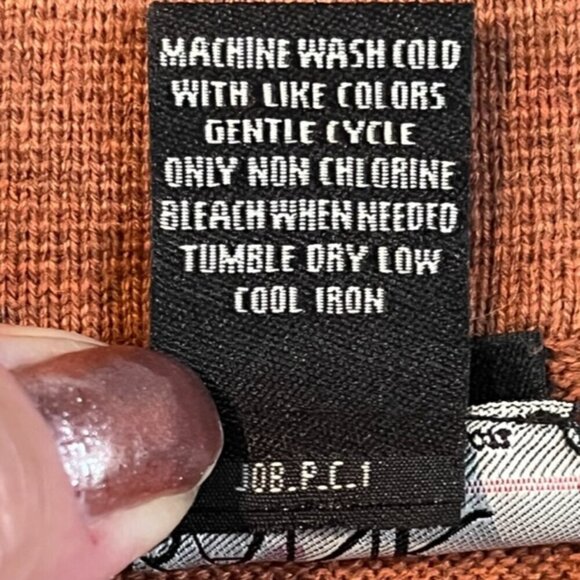 MACHINE WASH COLD
WITH LIKE COLORS
GENTLE CYCLE
ONLY NON CHLORINE
BLEACH WHEN NEEDED
TUMBLE DRY LOW
COOL IRON
JOB_P_C_1